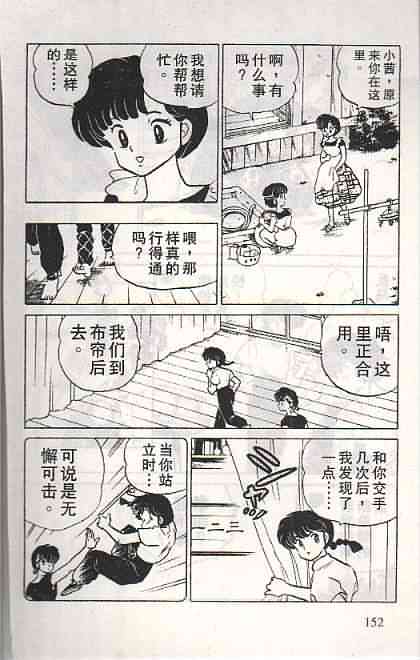 小茜，原
来你在这
里。
啊，有
什么事
吗？
我想请
你帮帮
忙。
是这样
的……
喂，那
样真的
行得通
吗？
唔，这
里正合
用。
我们到
布帘后
去。
和你交手
几次后，
我发现了
一点……
一二三
当你站
立时…
可说是无
懈可击。
152